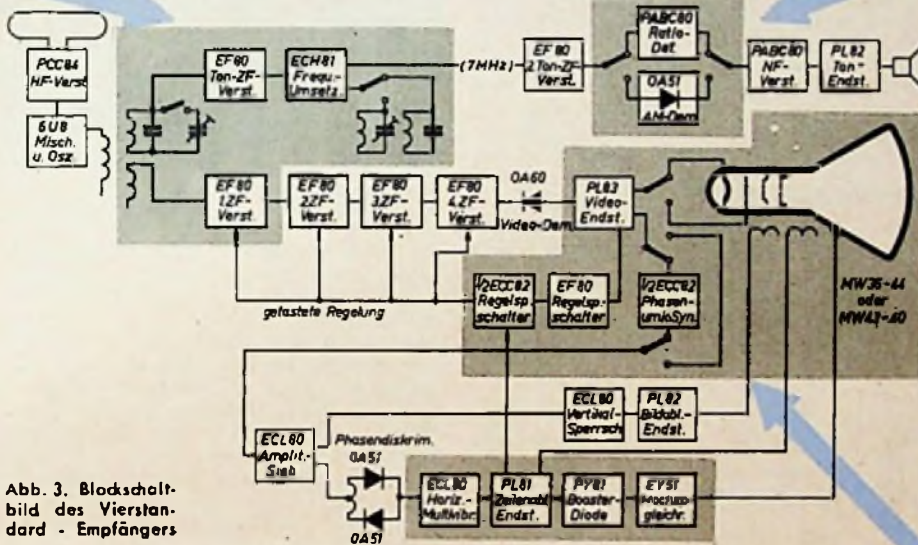 PCC84
HF-Verst.
6U8
Misch.
u. Osz.
EF80
Ton-ZF-
Verst.
ECH81
Frequ.-
Umsetz.
(7MHz)
EF80
2.Ton-ZF-
Verst.
PABC80
Ratio-
Det.
OA51
AM-Dem.
PABC80
NF-
Verst.
PL82
Ton-
Endst.
EF80
1.ZF-
Verst.
EF80
2.ZF-
Verst.
EF80
3.ZF-
Verst.
EF80
4.ZF-
Verst.
OA60
Video-Dem.
PL83
Video-
Endst.
MW36-44
oder
MW43-40
getastete Regelung
1/2ECC82
Regelsp.-
schalter
EF80
Regelsp.-
schalter
1/2ECC82
Phasen-
ECL80
Vertikal-
Sperrsch.
PL82
Bildabl.-
Endst.
ECL80
Amplit.-
Sieb
Phasendiskrim.
OA51
OA51
ECL80
Horiz.-
Multivibr.
PL81
Zeilenabl.
Endst.
PY81
Booster-
Diode
EY51
gleichr.
Abb. 3. Blockschalt-
bild des Vierstan-
dard - Empfängers